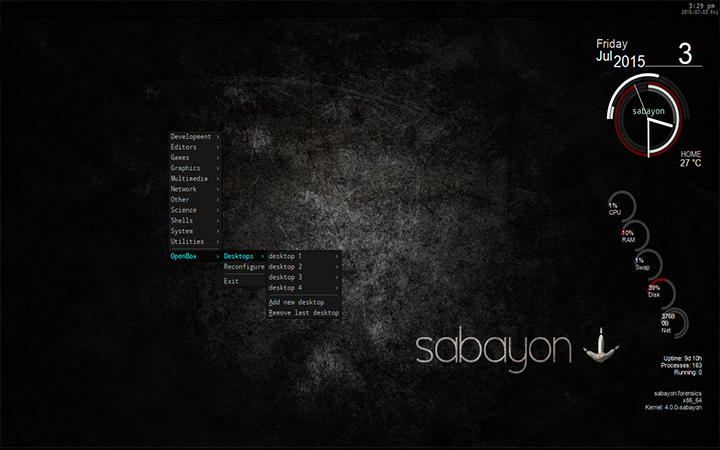 3:29 pm
2015-07-03 Fri
Friday
Jul 2015 3
sabayon
HOME
27 °C
Development
Editors
Games
Graphics
Multimedia
Network
Other
Science
Shells
System
Utilities
OpenBox
Desktops
Reconfigure
Exit
desktop 1
desktop 2
desktop 3
desktop 4
Add new desktop
Remove last desktop
1%
CPU
10%
RAM
1%
Swap
39%
Disk
376B
0B
Net
sabayon
Uptime: 9d 10h
Processes: 163
Running: 0
sabayon.forensics
x86_64
Kernel: 4.0.0-sabayon